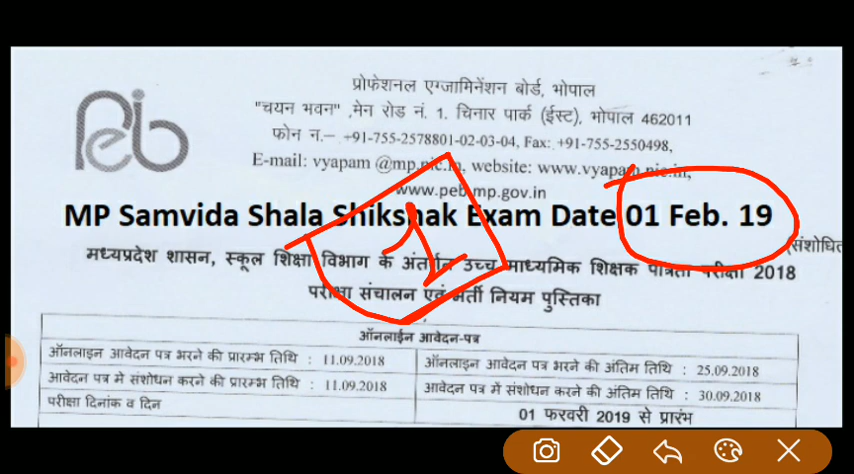 Peb
प्रोफेशनल एग्जामिनेशन बोर्ड, भोपाल
"चयन भवन" ,मेन रोड नं. 1. चिनार पार्क (ईस्ट), भोपाल 462011
फोन न.– +91-755-2578801-02-03-04, Fax: +91-755-2550498,
E-mail: vyapam @mp.nic.in, website: www.vyapam.nic.in,
www.peb.mp.gov.in
MP Samvida Shala Shikshak Exam Date 01 Feb. 19
(संशोधित
मध्यप्रदेश शासन, स्कूल शिक्षा विभाग के अंतर्गत उच्च माध्यमिक शिक्षक पात्रता परीक्षा 2018
परीक्षा संचालन एवं भर्ती नियम पुस्तिका
1
ऑनलाईन आवेदन-पत्र
ऑनलाइन आवेदन पत्र भरने की प्रारम्भ तिथि : 11.09.2018 ऑनलाइन आवेदन पत्र भरने की अंतिम तिथि : 25.09.2018
आवेदन पत्र में संशोधन करने की प्रारम्भ तिथि : 11.09.2018 आवेदन पत्र में संशोधन करने की अंतिम तिथि : 30.09.2018
परीक्षा दिनांक व दिन 01 फरवरी 2019 से प्रारंभ